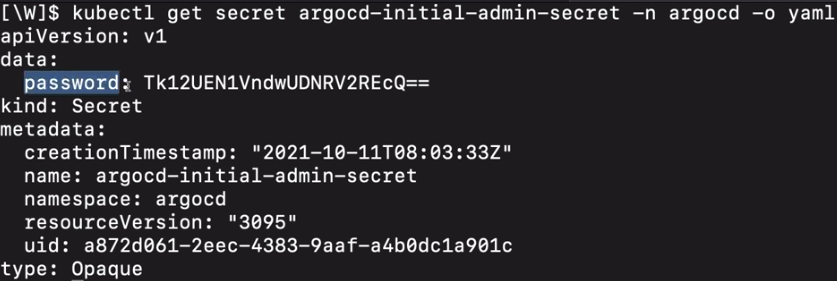 [\W]$ kubectl get secret argocd-initial-admin-secret -n argocd -o yaml
apiVersion: v1
data:
  password: Tk12UEN1VndwUDNRV2REcQ==
kind: Secret
metadata:
  creationTimestamp: "2021-10-11T08:03:33Z"
  name: argocd-initial-admin-secret
  namespace: argocd
  resourceVersion: "3095"
  uid: a872d061-2eec-4383-9aaf-a4b0dc1a901c
type: Opaque